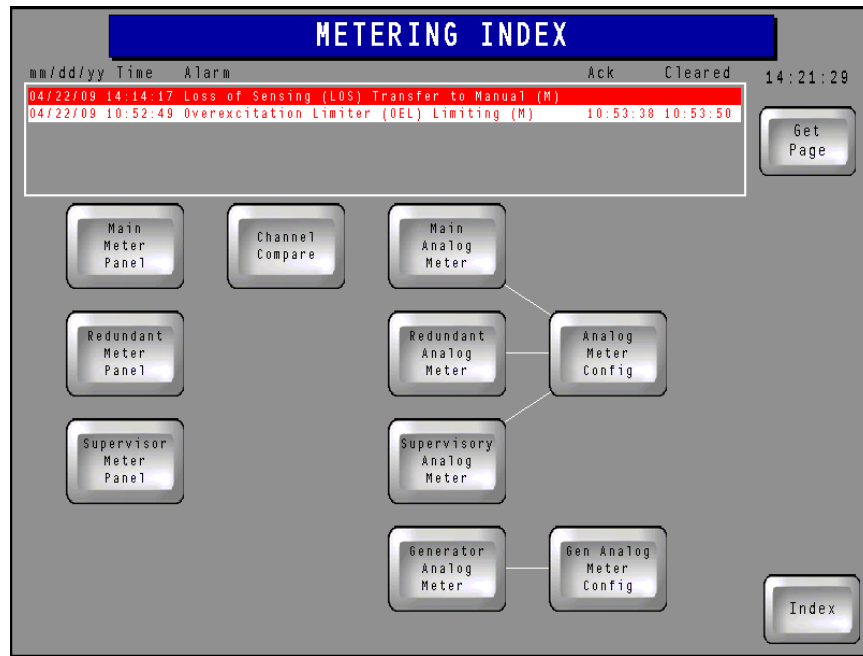 METERING INDEX
mm/dd/yy Time Alarm Ack Cleared
14:21:29
04/22/09 14:14:17 Loss of Sensing (LOS) Transfer to Manual (M)
04/22/09 10:52:49 Overexcitation Limiter (OEL) Limiting (M) 10:53:38 10:53:50
Get
Page
Main
Meter
Panel
Channel
Compare
Main
Analog
Meter
Redundant
Meter
Panel
Redundant
Analog
Meter
Analog
Meter
Config
Supervisor
Meter
Panel
Supervisory
Analog
Meter
Generator
Analog
Meter
Gen Analog
Meter
Config
Index